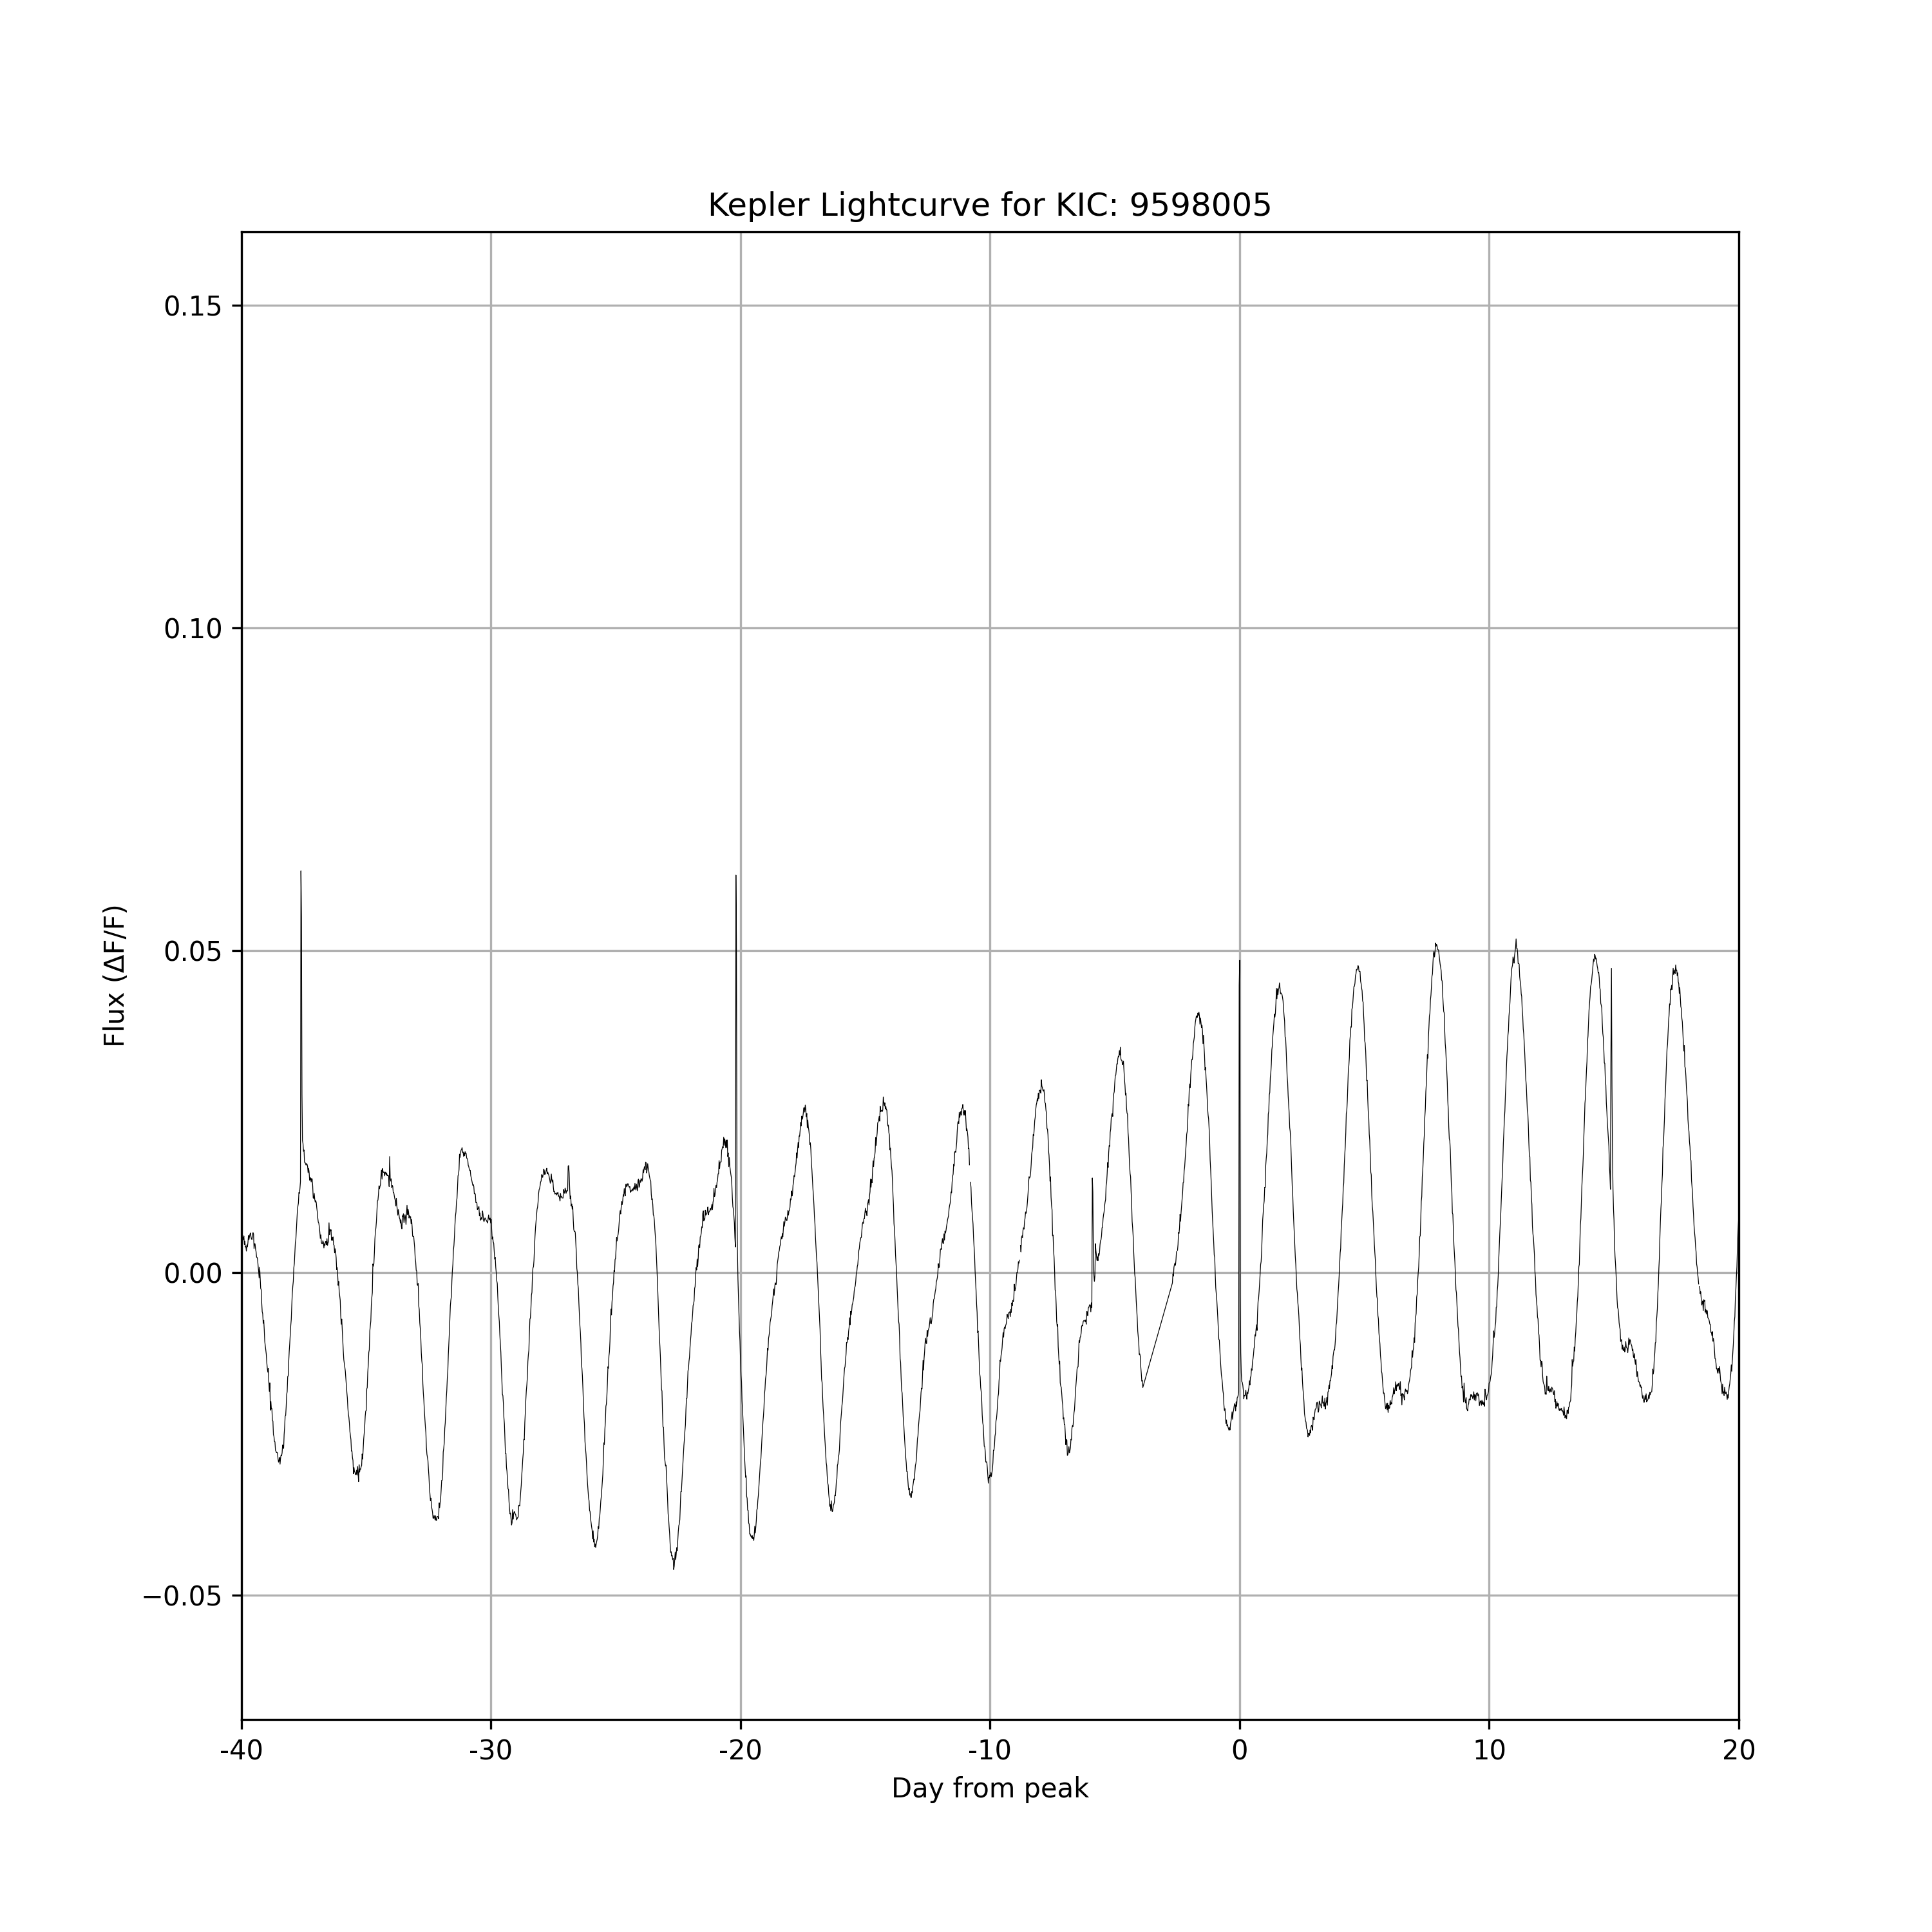 Kepler Lightcurve for KIC: 9598005
Flux (ΔF/F)
0.15
0.10
0.05
0.00
−0.05
-40 -30 -20 -10 0 10 20
Day from peak